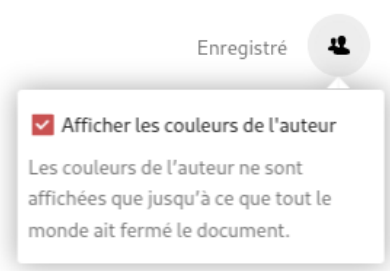 Enregistré
Afficher les couleurs de l'auteur
Les couleurs de l’auteur ne sont
affichées que jusqu’à ce que tout le
monde ait fermé le document.